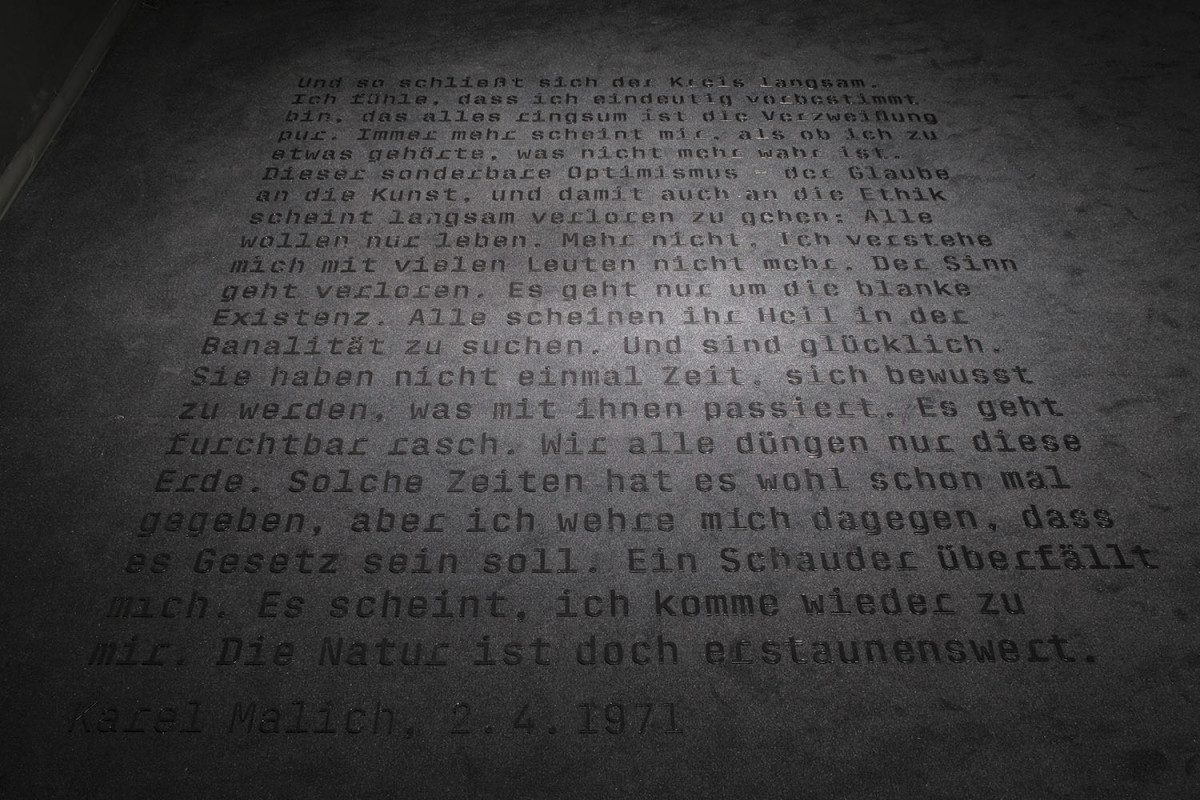 Und so schließt sich der Kreis langsam.
Ich fühle, dass ich eindeutig vorbestimmt
bin, das alles ringsum ist die Verzweiflung
pur. Immer mehr scheint mir, als ob ich zu
etwas gehörte, was nicht mehr wahr ist.
Dieser sonderbare Optimismus – der Glaube
an die Kunst, und damit auch an die Ethik
scheint langsam verloren zu gehen: Alle
wollen nur leben. Mehr nicht. Ich verstehe
mich mit vielen Leuten nicht mehr. Der Sinn
geht verloren. Es geht nur um die blanke
Existenz. Alle scheinen ihr Heil in der
Banalität zu suchen. Und sind glücklich.
Sie haben nicht einmal Zeit, sich bewusst
zu werden, was mit ihnen passiert. Es geht
furchtbar rasch. Wir alle düngen nur diese
Erde. Solche Zeiten hat es wohl schon mal
gegeben, aber ich wehre mich dagegen, dass
es Gesetz sein soll. Ein Schauder überfällt
mich. Es scheint, ich komme wieder zu
mir. Die Natur ist doch erstaunenswert.
Karel Malich, 2.4.1971